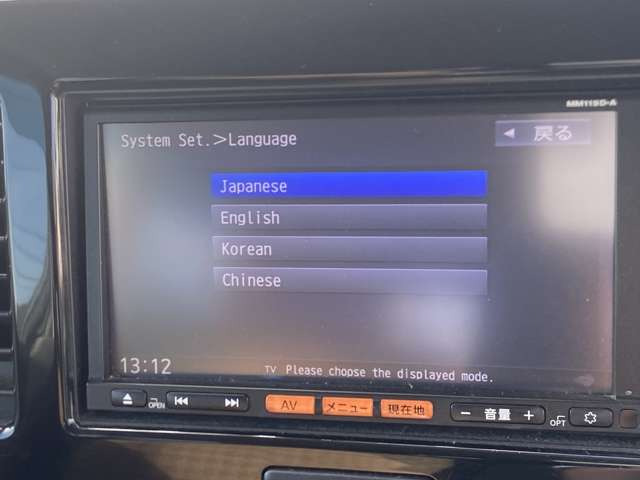 MM115D-A
System Set.>Language
◀ 戻る
Japanese
English
Korean
Chinese
13:12
TV Please choose the displayed mode.
OPEN
AV
メニュー
現在地
− 音量 +
OPT